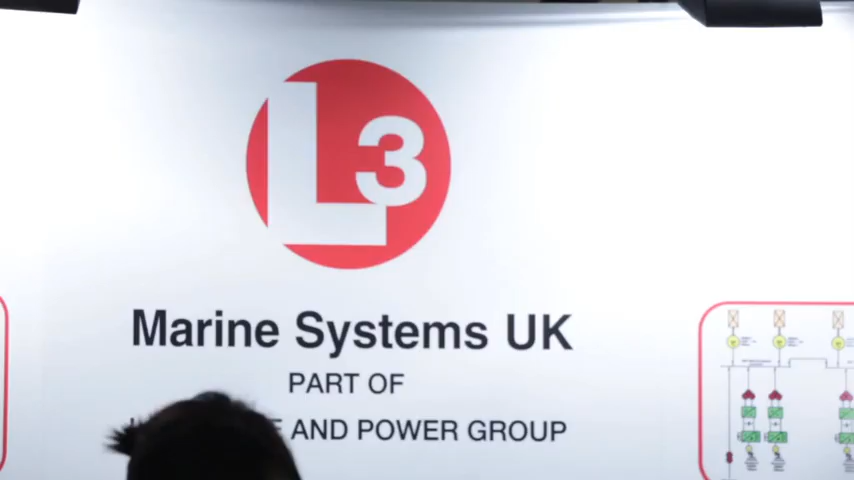 L3
Marine Systems UK
PART OF
AND POWER GROUP